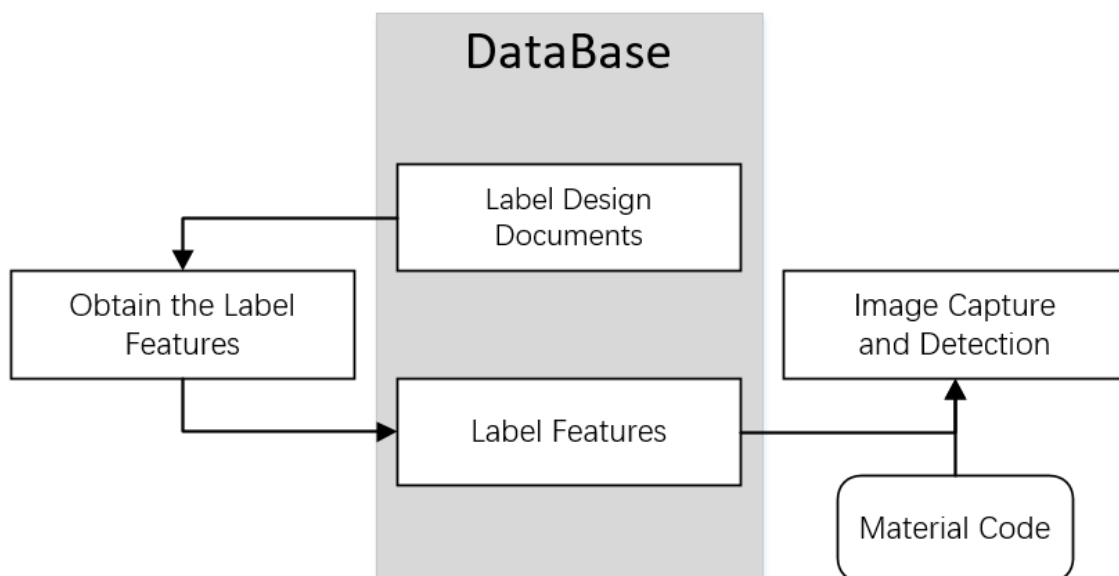 DataBase
Label Design
Documents
Obtain the Label
Features
Image Capture
and Detection
Label Features
Material Code